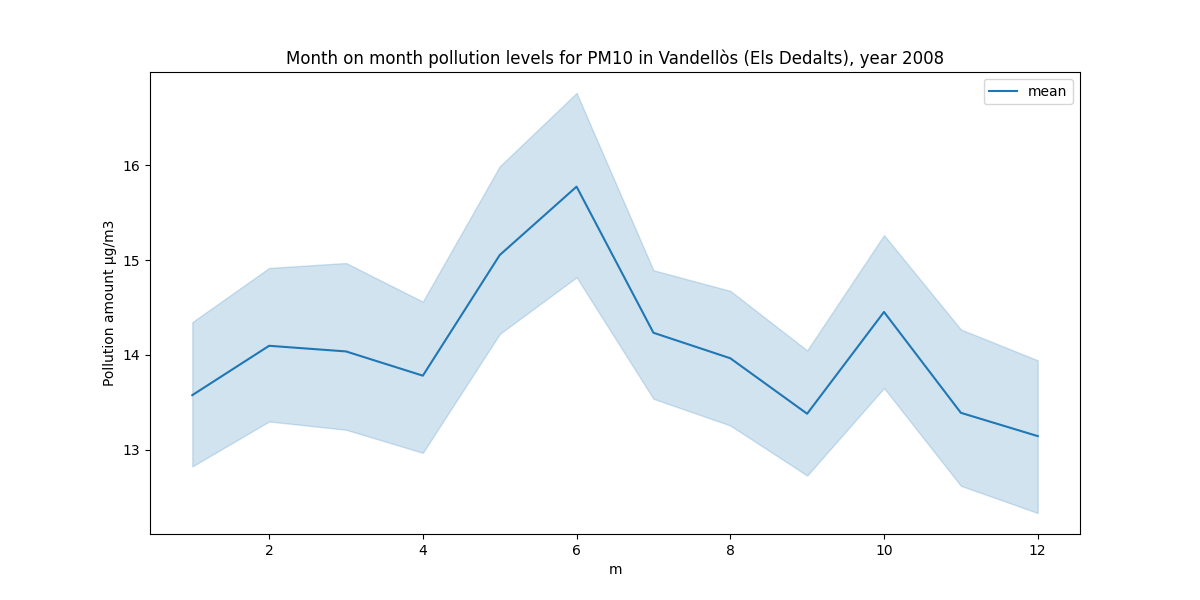 Month on month pollution levels for PM10 in Vandellòs (Els Dedalts), year 2008
mean
Pollution amount µg/m3
16
15
14
13
2 4 6 8 10 12
m